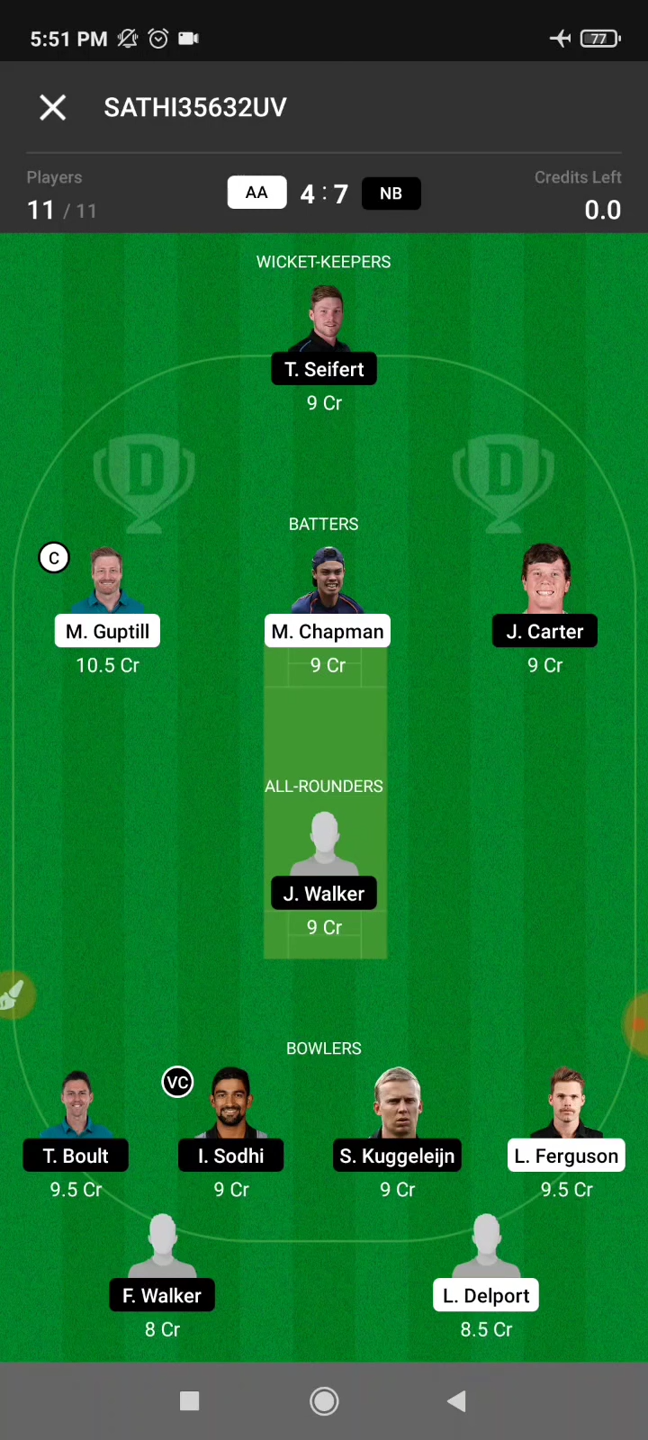 5:51 PM
77
SATHI35632UV
Players
Credits Left
11 / 11
AA 4 : 7 NB
0.0
WICKET-KEEPERS
T. Seifert
9 Cr
D D
BATTERS
C
M. Guptill M. Chapman J. Carter
10.5 Cr 9 Cr 9 Cr
ALL-ROUNDERS
J. Walker
9 Cr
BOWLERS
VC
T. Boult I. Sodhi S. Kuggeleijn L. Ferguson
9.5 Cr 9 Cr 9 Cr 9.5 Cr
F. Walker L. Delport
8 Cr 8.5 Cr